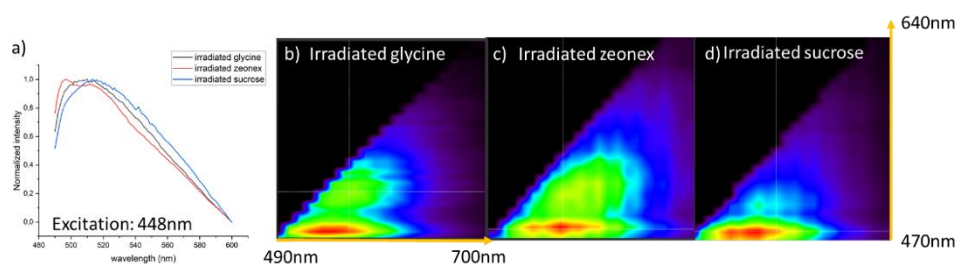 a)
irradiated glycine
irradiated zeonex
irradiated sucrose
1,0
0,8
0,6
0,4
0,2
0,0
Normalized intensity
Excitation: 448nm
480 500 520 540 560 580 600 620
wavelength (nm)
b) Irradiated glycine
c) Irradiated zeonex
d) Irradiated sucrose
640nm
470nm
490nm
700nm